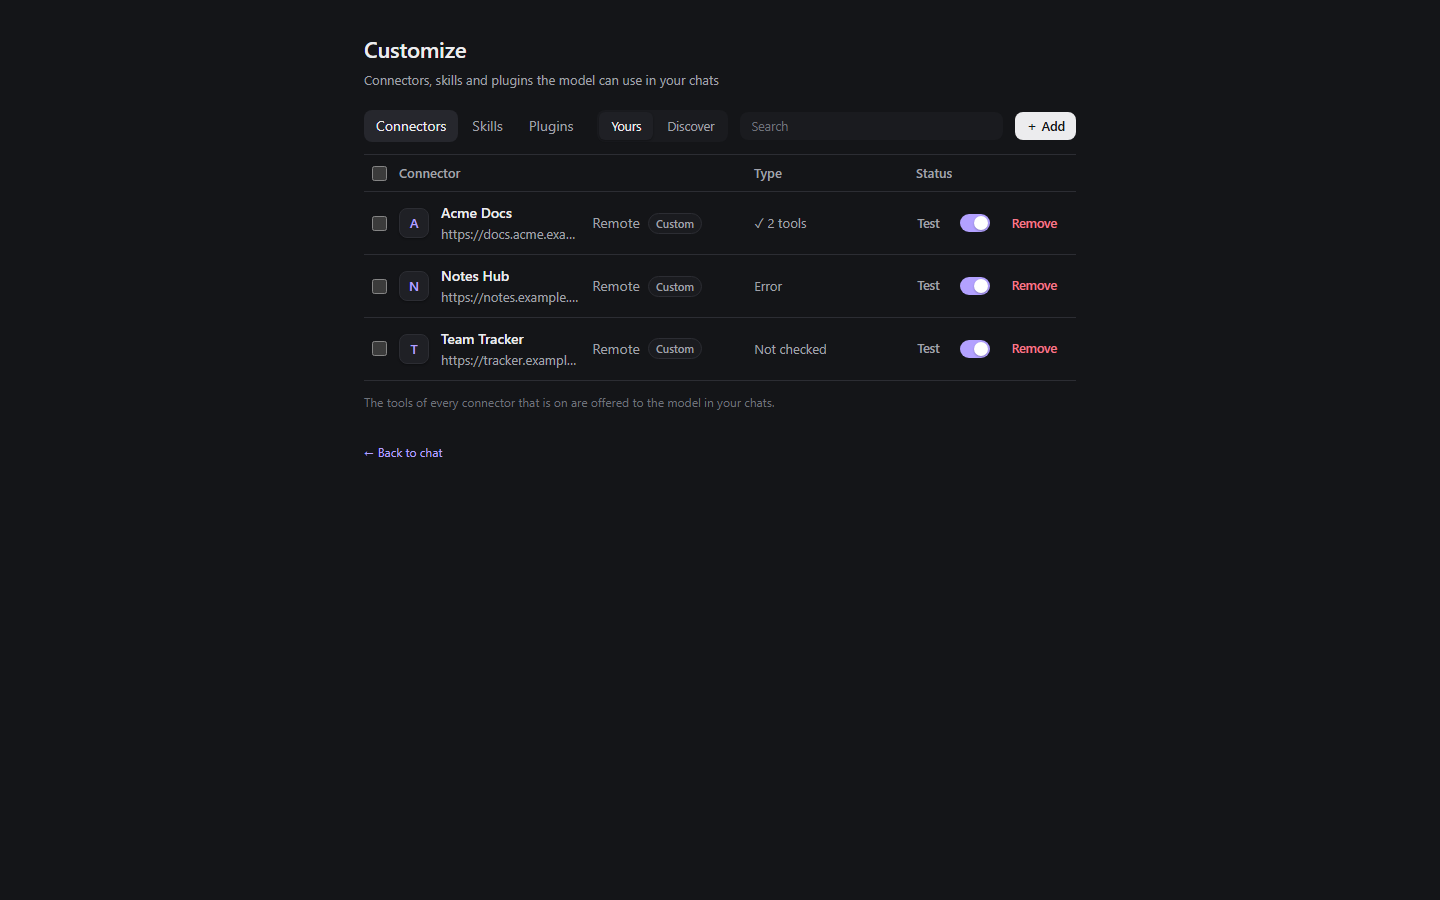 Customize
Connectors, skills and plugins the model can use in your chats
Connectors Skills Plugins Yours Discover Search + Add
Connector Type Status
A Acme Docs
https://docs.acme.exa... Remote Custom ✓ 2 tools Test Remove
N Notes Hub
https://notes.example.... Remote Custom Error Test Remove
T Team Tracker
https://tracker.exampl... Remote Custom Not checked Test Remove
The tools of every connector that is on are offered to the model in your chats.
← Back to chat